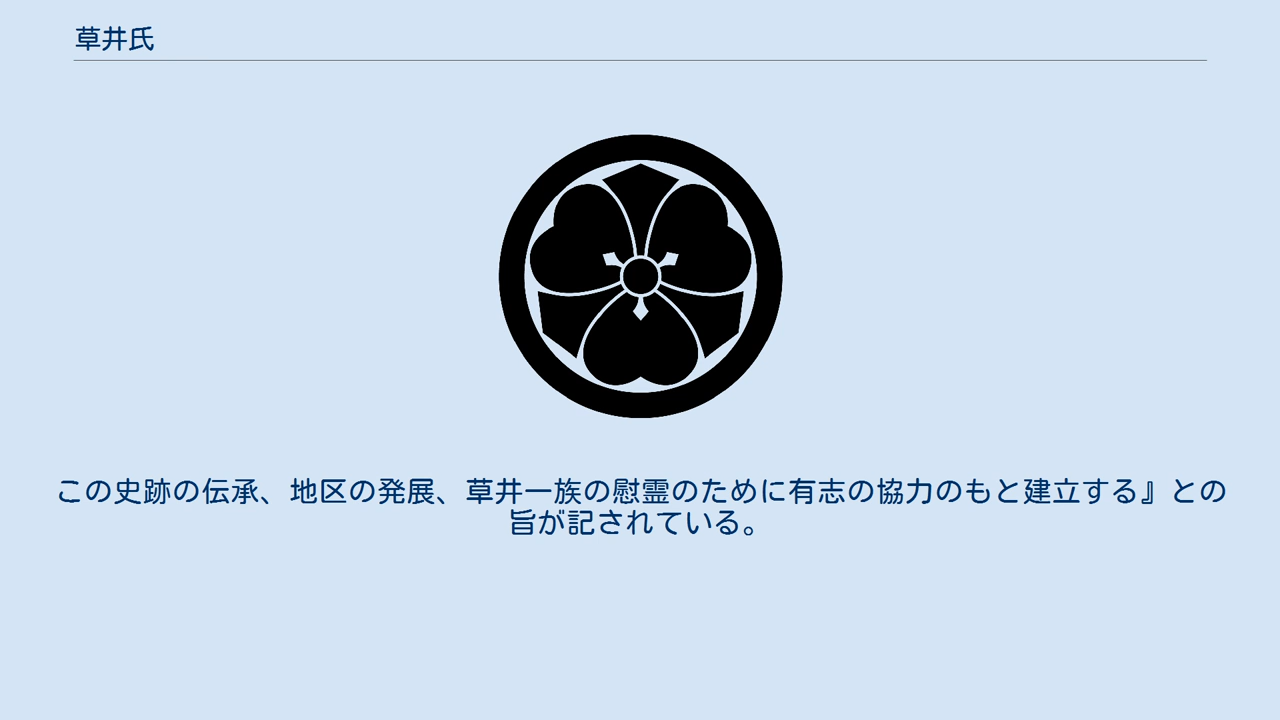 草井氏
この史跡の伝承、地区の発展、草井一族の慰霊のために有志の協力のもと建立する』との
旨が記されている。